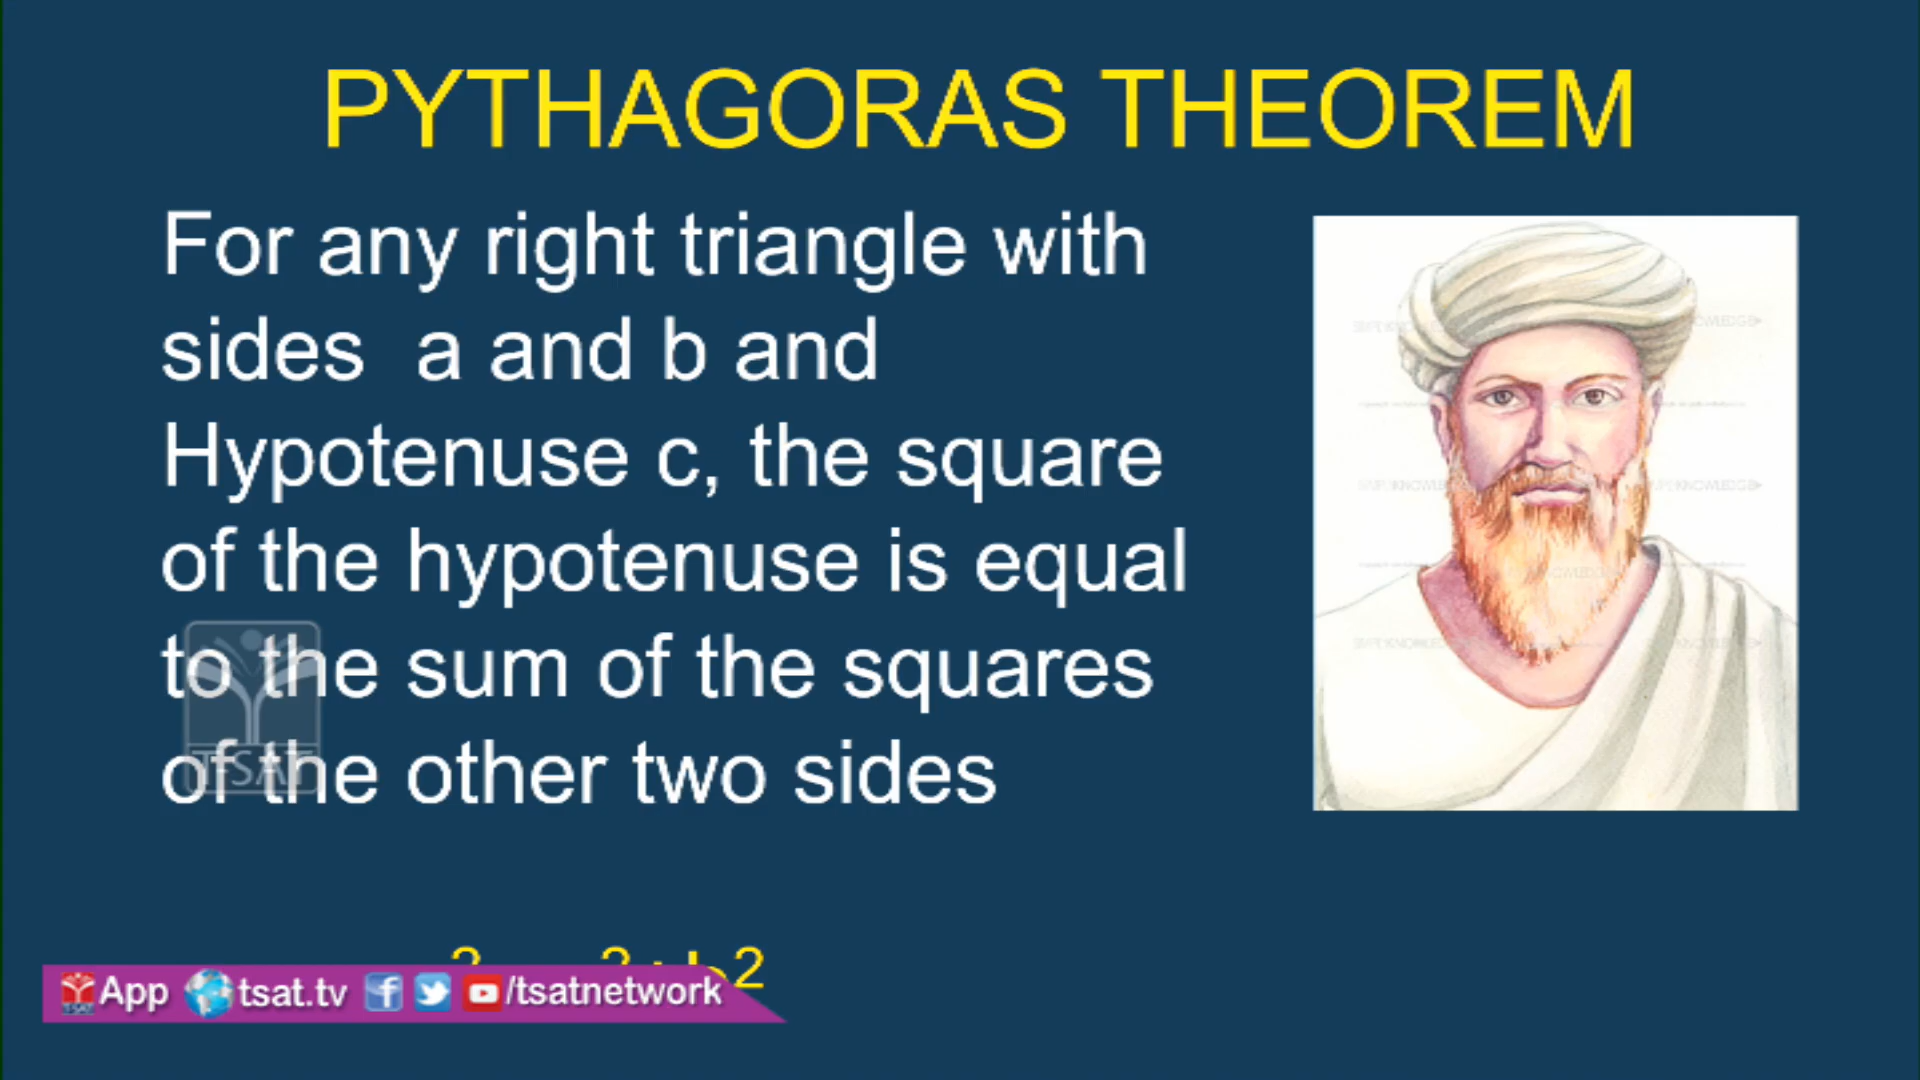 PYTHAGORAS THEOREM
For any right triangle with
sides a and b and
Hypotenuse c, the square
of the hypotenuse is equal
to the sum of the squares
of the other two sides
T-SAT
App tsat.tv /tsatnetwork